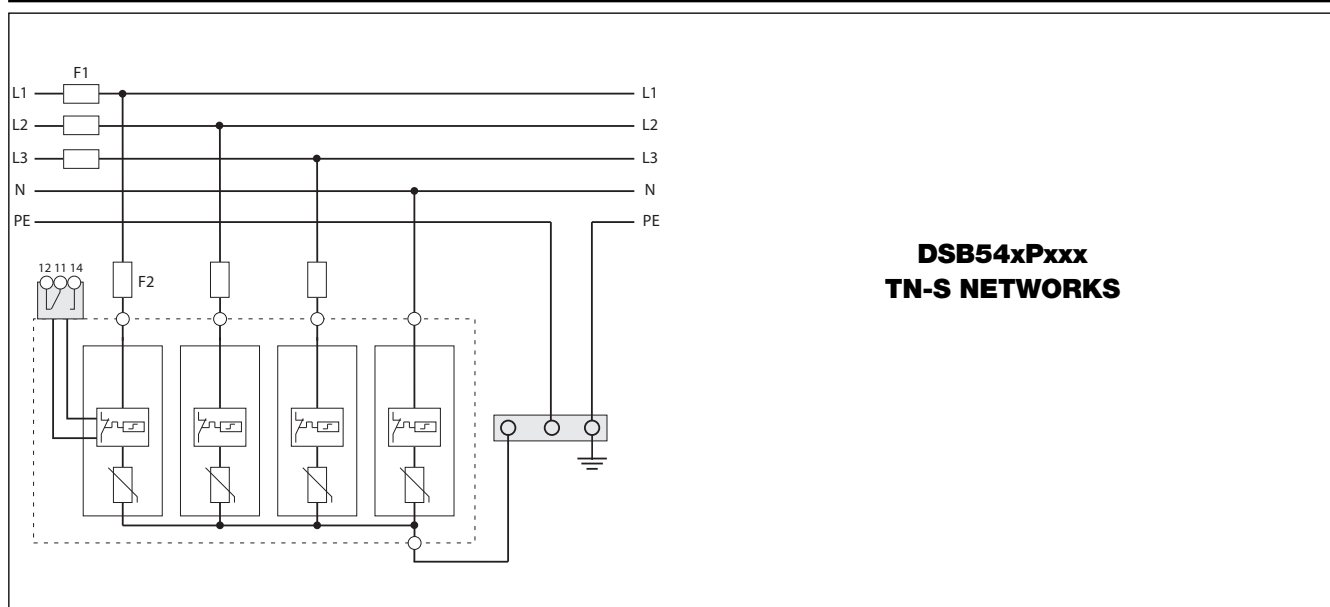 F1
L1 L1
L2 L2
L3 L3
N N
PE PE
12 11 14
F2
DSB54xPxxx
TN-S NETWORKS